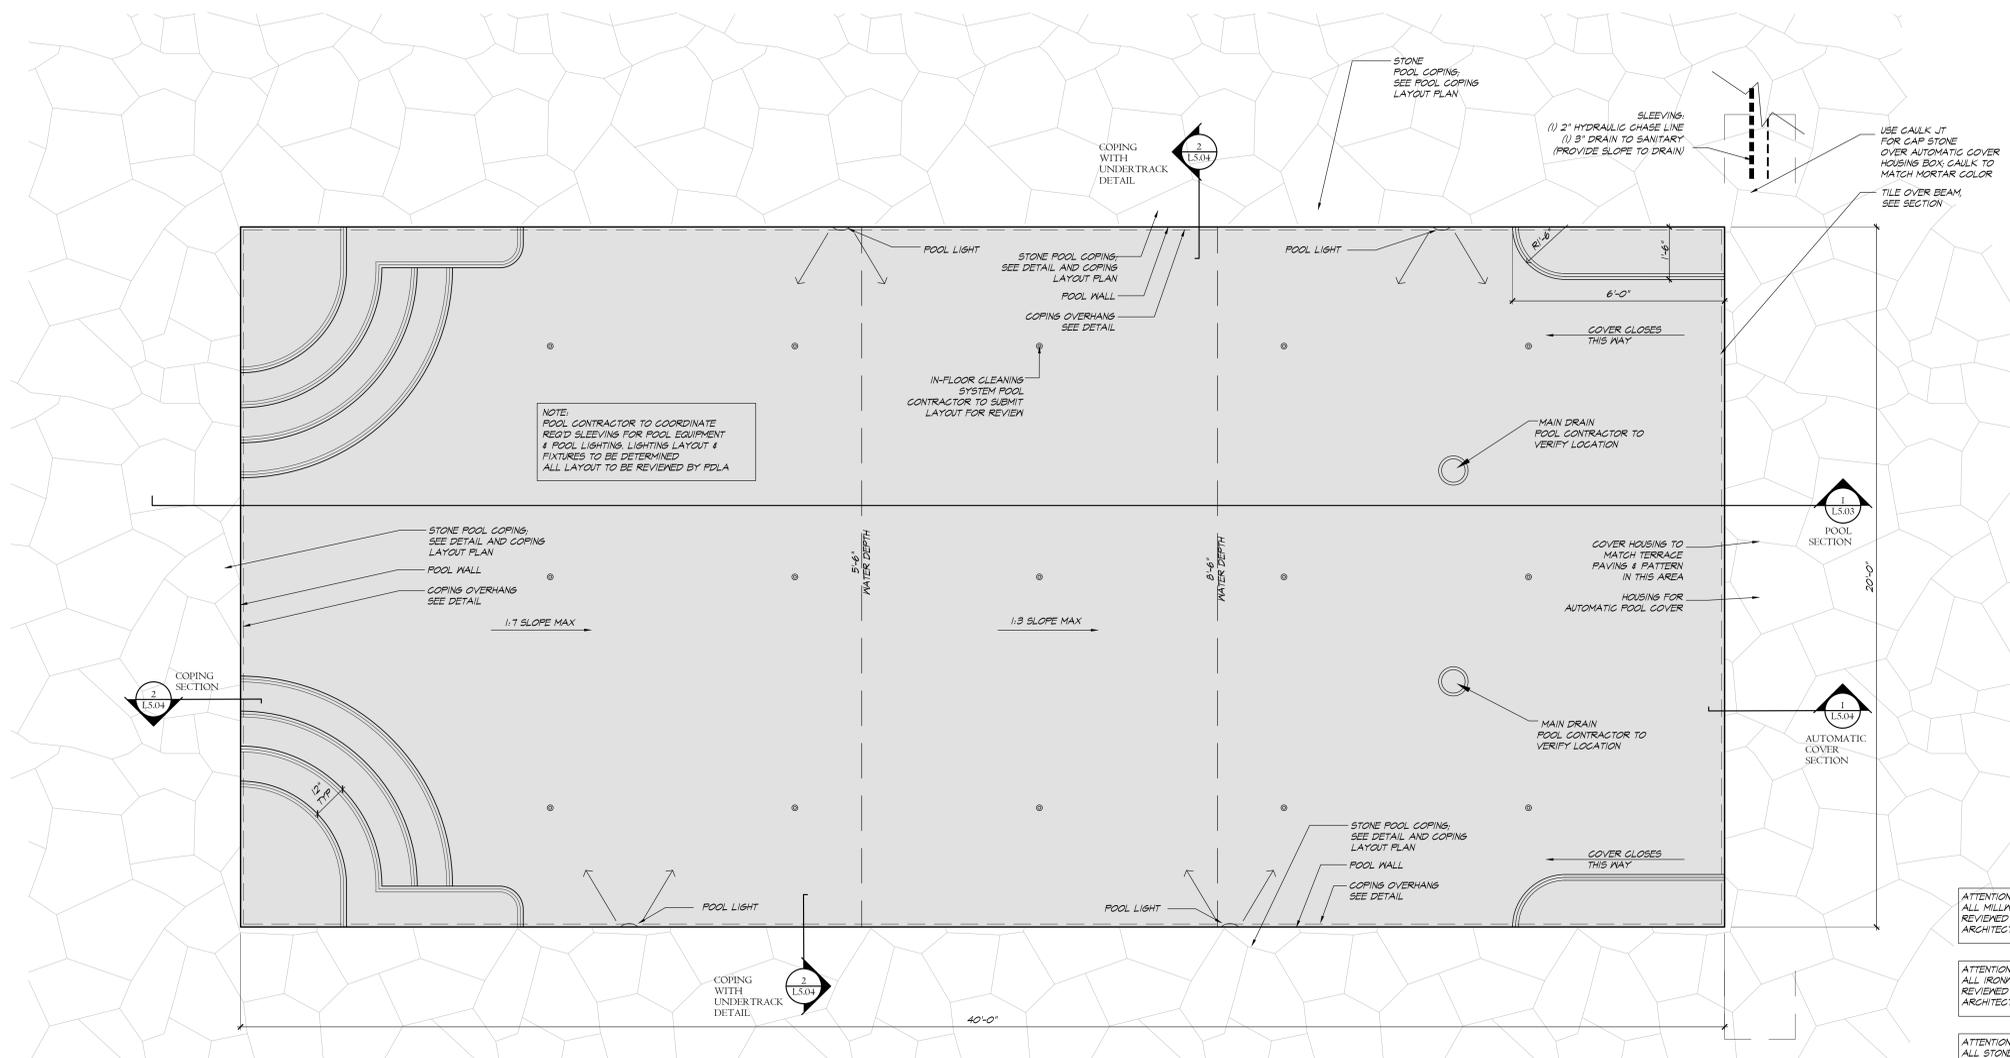 STONE
POOL COPING;
SEE POOL COPING
LAYOUT PLAN
SLEEVING:
(1) 2" HYDRAULIC CHASE LINE
(1) 3" DRAIN TO SANITARY
(PROVIDE SLOPE TO DRAIN)
USE CAULK JT
FOR CAP STONE
OVER AUTOMATIC COVER
HOUSING BOX; CAULK TO
MATCH MORTAR COLOR
TILE OVER BEAM,
SEE SECTION
COPING
WITH
UNDERTRACK
DETAIL
2
L5.04
POOL LIGHT
STONE POOL COPING;
SEE DETAIL AND COPING
LAYOUT PLAN
POOL WALL
COPING OVERHANG
SEE DETAIL
POOL LIGHT
R1'-6"
1'-6"
6'-0"
COVER CLOSES
THIS WAY
IN-FLOOR CLEANING
SYSTEM POOL
CONTRACTOR TO SUBMIT
LAYOUT FOR REVIEW
NOTE:
POOL CONTRACTOR TO COORDINATE
REQ'D SLEEVING FOR POOL EQUIPMENT
& POOL LIGHTING. LIGHTING LAYOUT &
FIXTURES TO BE DETERMINED
ALL LAYOUT TO BE REVIEWED BY PDLA
MAIN DRAIN
POOL CONTRACTOR TO
VERIFY LOCATION
1
L5.03
POOL
SECTION
STONE POOL COPING;
SEE DETAIL AND COPING
LAYOUT PLAN
POOL WALL
COPING OVERHANG
SEE DETAIL
5'-6"
WATER DEPTH
8'-6"
WATER DEPTH
COVER HOUSING TO
MATCH TERRACE
PAVING & PATTERN
IN THIS AREA
HOUSING FOR
AUTOMATIC POOL COVER
20'-0"
1:7 SLOPE MAX
1:3 SLOPE MAX
COPING
SECTION
2
L5.04
MAIN DRAIN
POOL CONTRACTOR TO
VERIFY LOCATION
1
L5.04
AUTOMATIC
COVER
SECTION
12"
TYP
STONE POOL COPING;
SEE DETAIL AND COPING
LAYOUT PLAN
POOL WALL
COPING OVERHANG
SEE DETAIL
COVER CLOSES
THIS WAY
POOL LIGHT
POOL LIGHT
COPING
WITH
UNDERTRACK
DETAIL
2
L5.04
40'-0"
ATTENTION
ALL
REVIEWED
ARCHITECT
ATTENTION
ALL
REVIEWED
ARCHITECT
ATTENTION
ALL